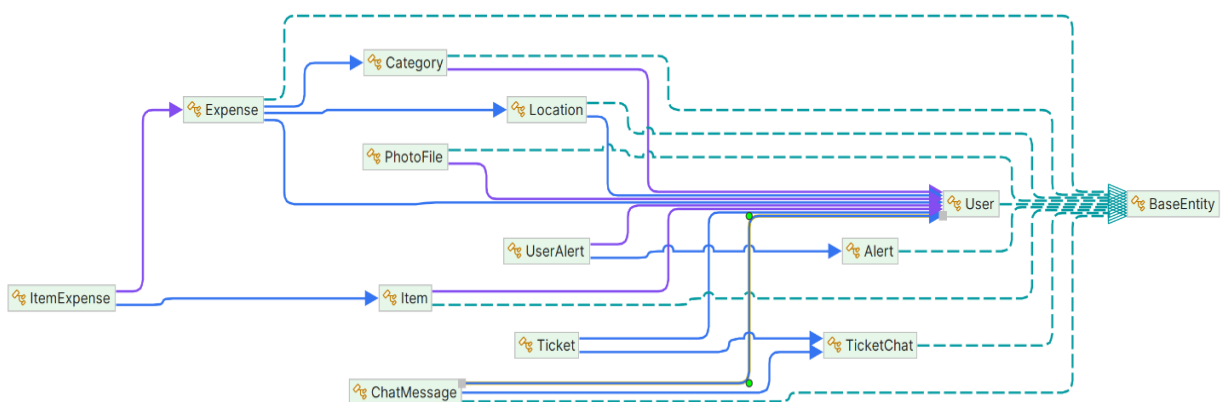 Category
Expense
Location
PhotoFile
User
BaseEntity
UserAlert
Alert
ItemExpense
Item
Ticket
TicketChat
ChatMessage